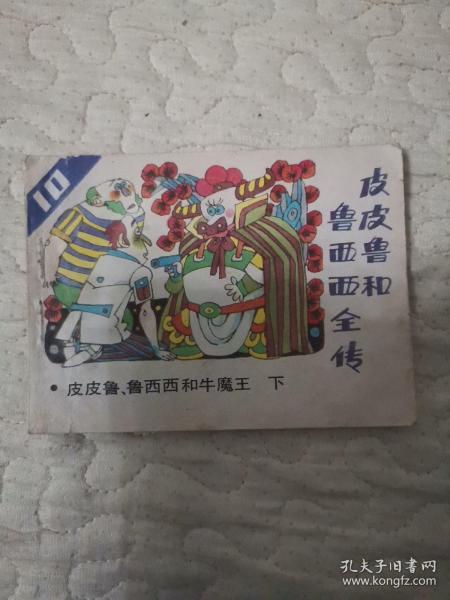 10
皮皮鲁和
鲁西西全传
• 皮皮鲁、鲁西西和牛魔王 下
孔夫子旧书网
www.kongfz.com